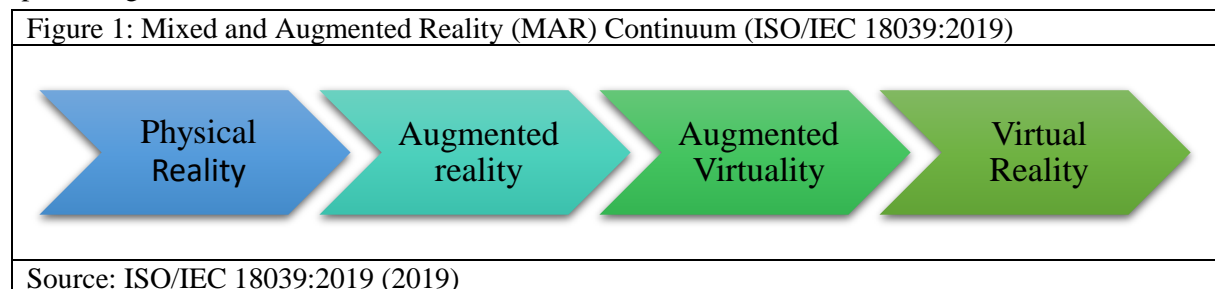 Figure 1: Mixed and Augmented Reality (MAR) Continuum (ISO/IEC 18039:2019)
Physical
Reality
Augmented
reality
Augmented
Virtuality
Virtual
Reality
Source: ISO/IEC 18039:2019 (2019)